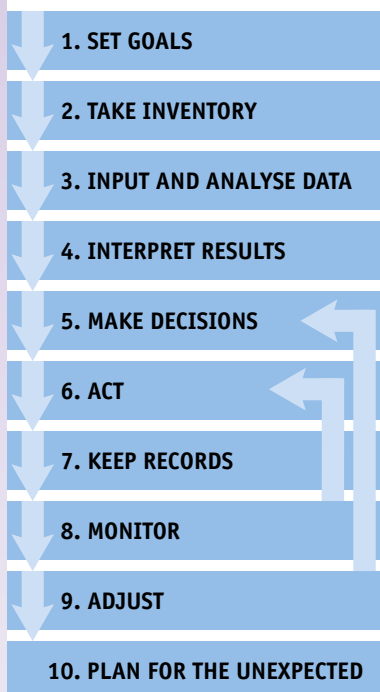 1. SET GOALS
2. TAKE INVENTORY
3. INPUT AND ANALYSE DATA
4. INTERPRET RESULTS
5. MAKE DECISIONS
6. ACT
7. KEEP RECORDS
8. MONITOR
9. ADJUST
10. PLAN FOR THE UNEXPECTED